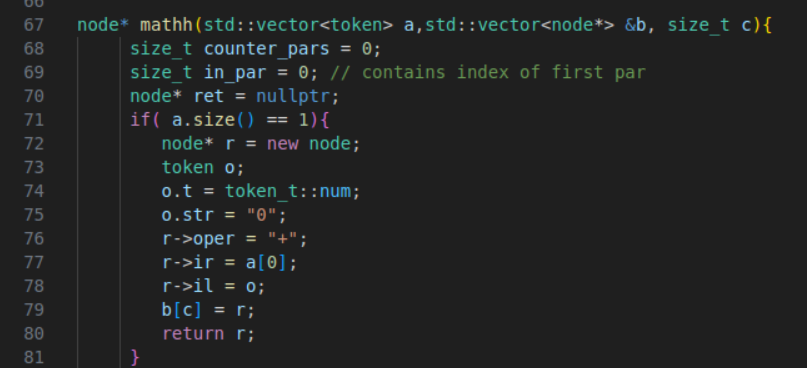 66
67 node* mathh(std::vector<token> a,std::vector<node*> &b, size_t c){
68 size_t counter_pars = 0;
69 size_t in_par = 0; // contains index of first par
70 node* ret = nullptr;
71 if( a.size() == 1){
72 node* r = new node;
73 token o;
74 o.t = token_t::num;
75 o.str = "0";
76 r->oper = "+";
77 r->ir = a[0];
78 r->il = o;
79 b[c] = r;
80 return r;
81 }